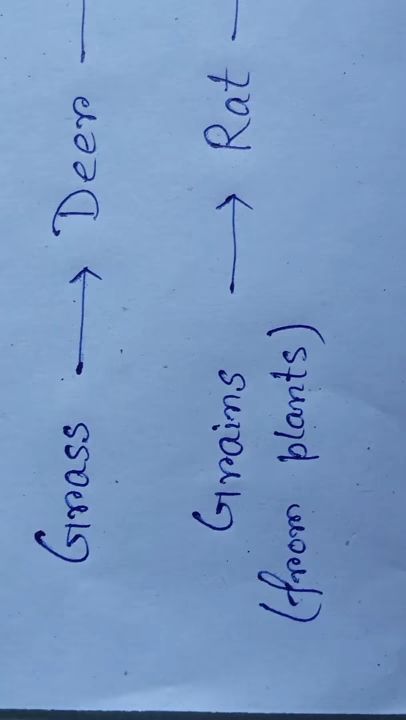 Grass → Deer —
Grains → Rat —
(from plants)